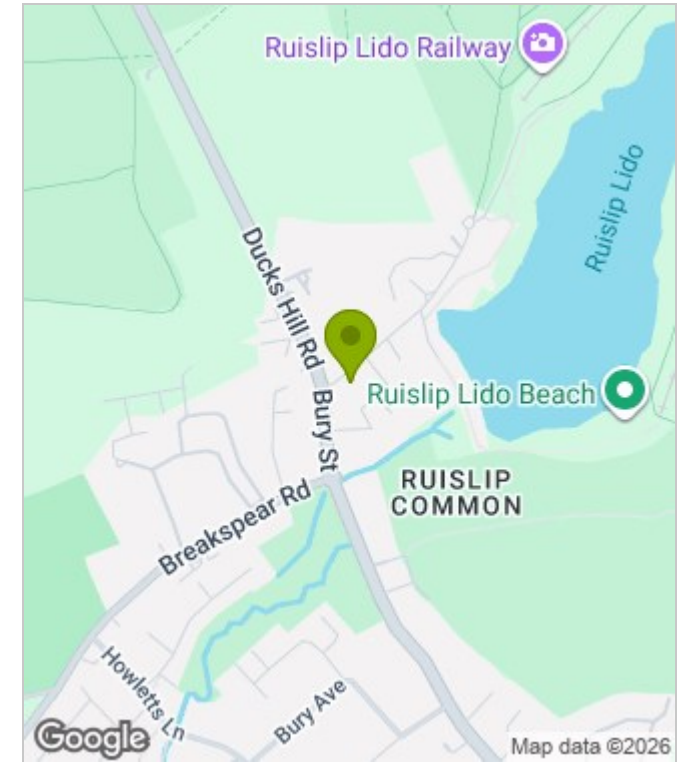 Ruislip Lido Railway
Ruislip Lido
Ducks Hill Rd
Ruislip Lido Beach
Bury St
RUISLIP
COMMON
Breakspear Rd
Howletts Ln
Bury Ave
Google
Map data ©2026